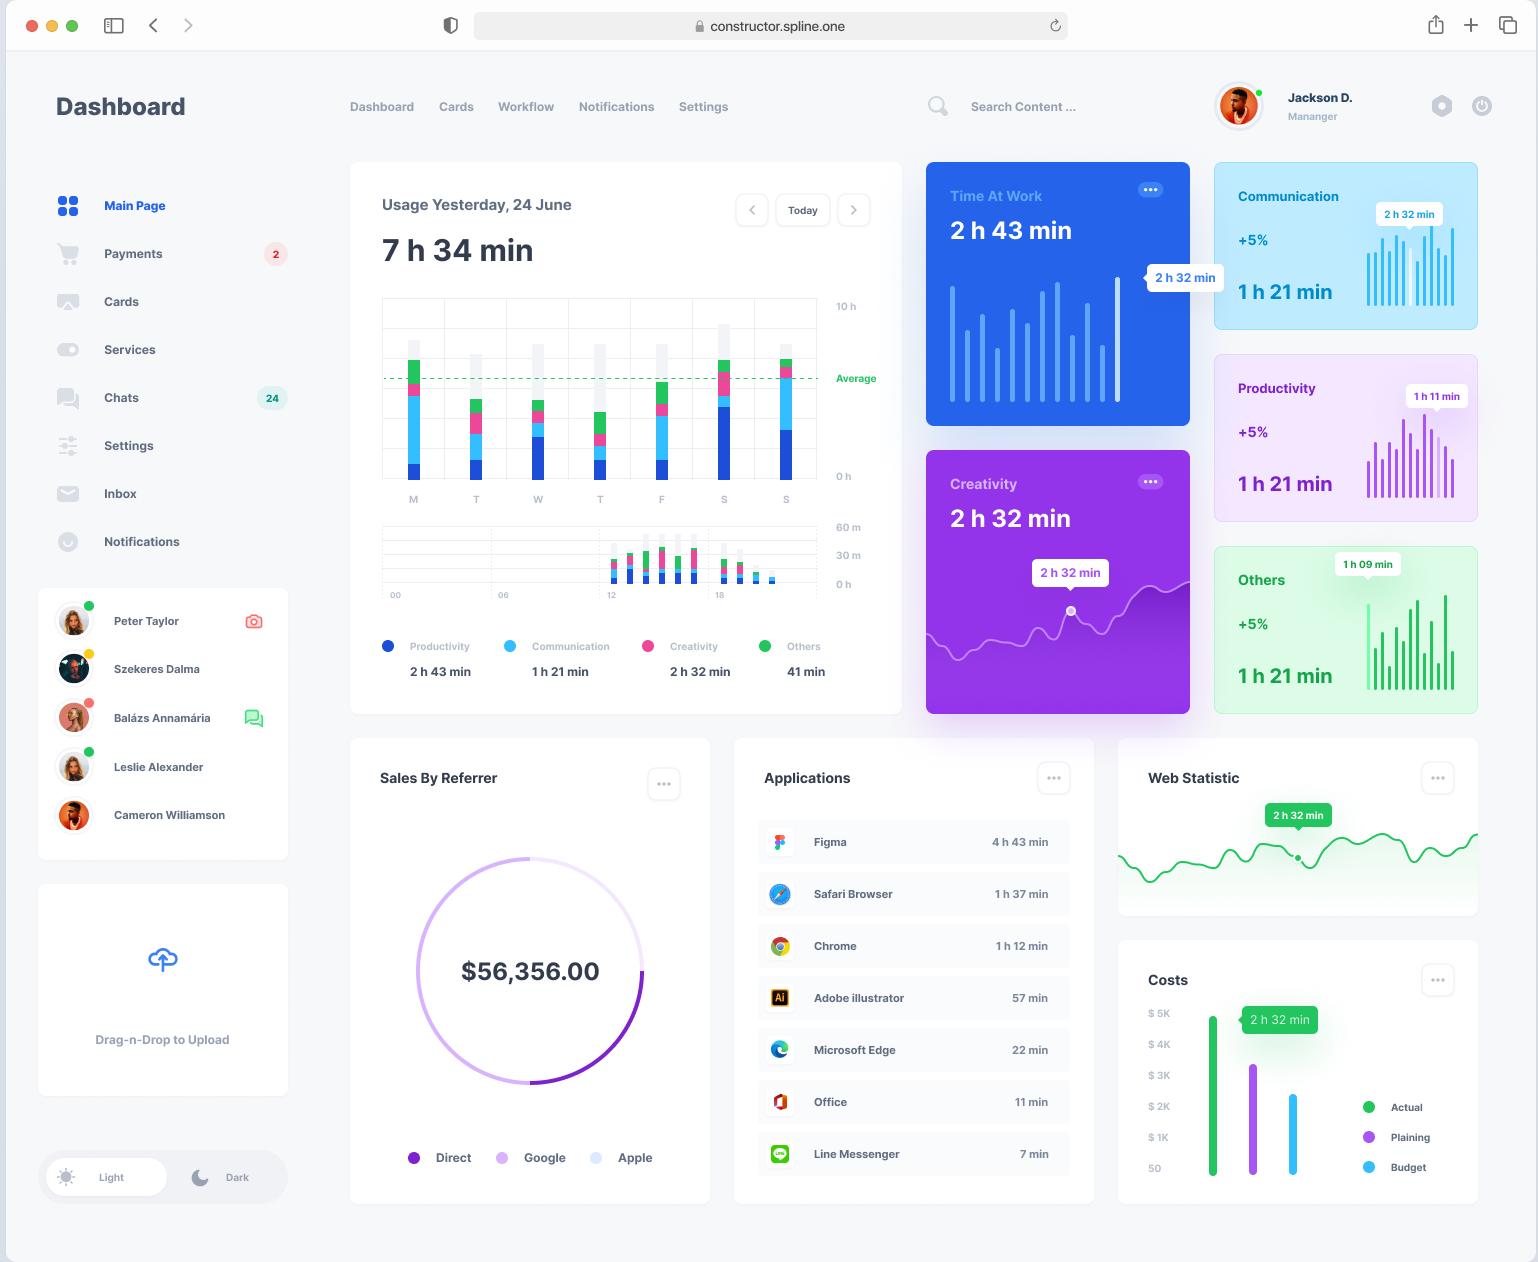 constructor.spline.one
Dashboard
Dashboard Cards Workflow Notifications Settings
Search Content ...
Jackson D.
Mananger
Main Page
Payments 2
Cards
Services
Chats 24
Settings
Inbox
Notifications
Peter Taylor
Szekeres Dalma
Balázs Annamária
Leslie Alexander
Cameron Williamson
Drag-n-Drop to Upload
Light Dark
Usage Yesterday, 24 June
Today
7 h 34 min
10 h
Average
0 h
M T W T F S S
60 m
30 m
0 h
00 06 12 18
Productivity Communication Creativity Others
2 h 43 min 1 h 21 min 2 h 32 min 41 min
Time At Work
2 h 43 min
2 h 32 min
Creativity
2 h 32 min
2 h 32 min
Communication
2 h 32 min
+5%
1 h 21 min
Productivity
1 h 11 min
+5%
1 h 21 min
1 h 09 min
Others
+5%
1 h 21 min
Sales By Referrer
$56,356.00
Direct Google Apple
Applications
Figma 4 h 43 min
Safari Browser 1 h 37 min
Chrome 1 h 12 min
Ai Adobe illustrator 57 min
Microsoft Edge 22 min
Office 11 min
LINE Line Messenger 7 min
Web Statistic
2 h 32 min
Costs
$ 5K
2 h 32 min
$ 4K
$ 3K
$ 2K
$ 1K
50
Actual
Plaining
Budget